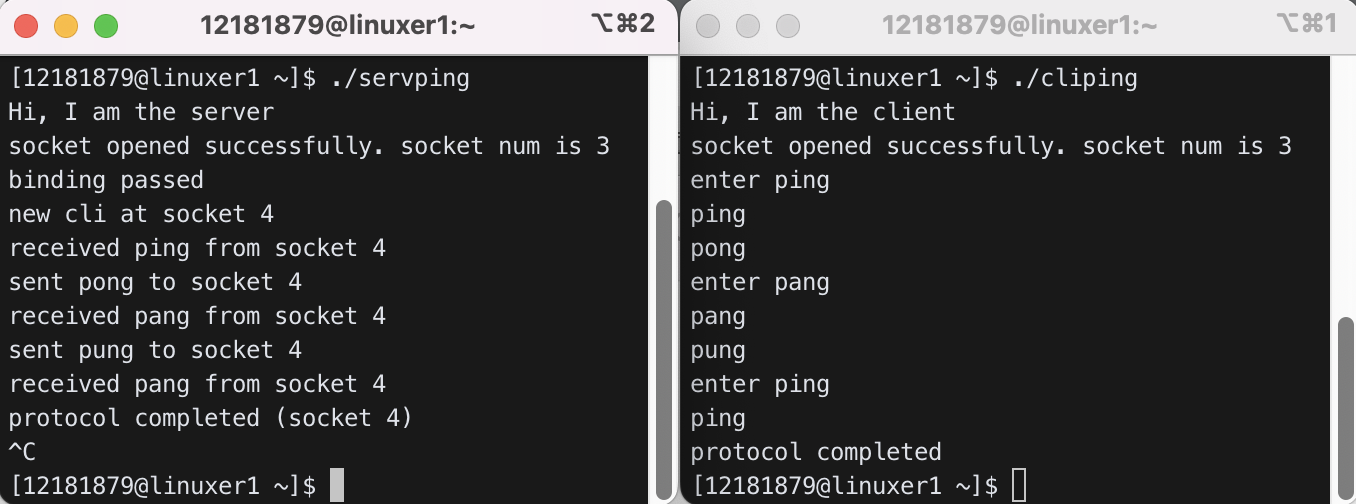 12181879@linuxer1:~
⌥⌘2
[12181879@linuxer1 ~]$ ./servping
Hi, I am the server
socket opened successfully. socket num is 3
binding passed
new cli at socket 4
received ping from socket 4
sent pong to socket 4
received pang from socket 4
sent pung to socket 4
received pang from socket 4
protocol completed (socket 4)
^C
[12181879@linuxer1 ~]$
12181879@linuxer1:~
⌥⌘1
[12181879@linuxer1 ~]$ ./cliping
Hi, I am the client
socket opened successfully. socket num is 3
enter ping
ping
pong
enter pang
pang
pung
enter ping
ping
protocol completed
[12181879@linuxer1 ~]$